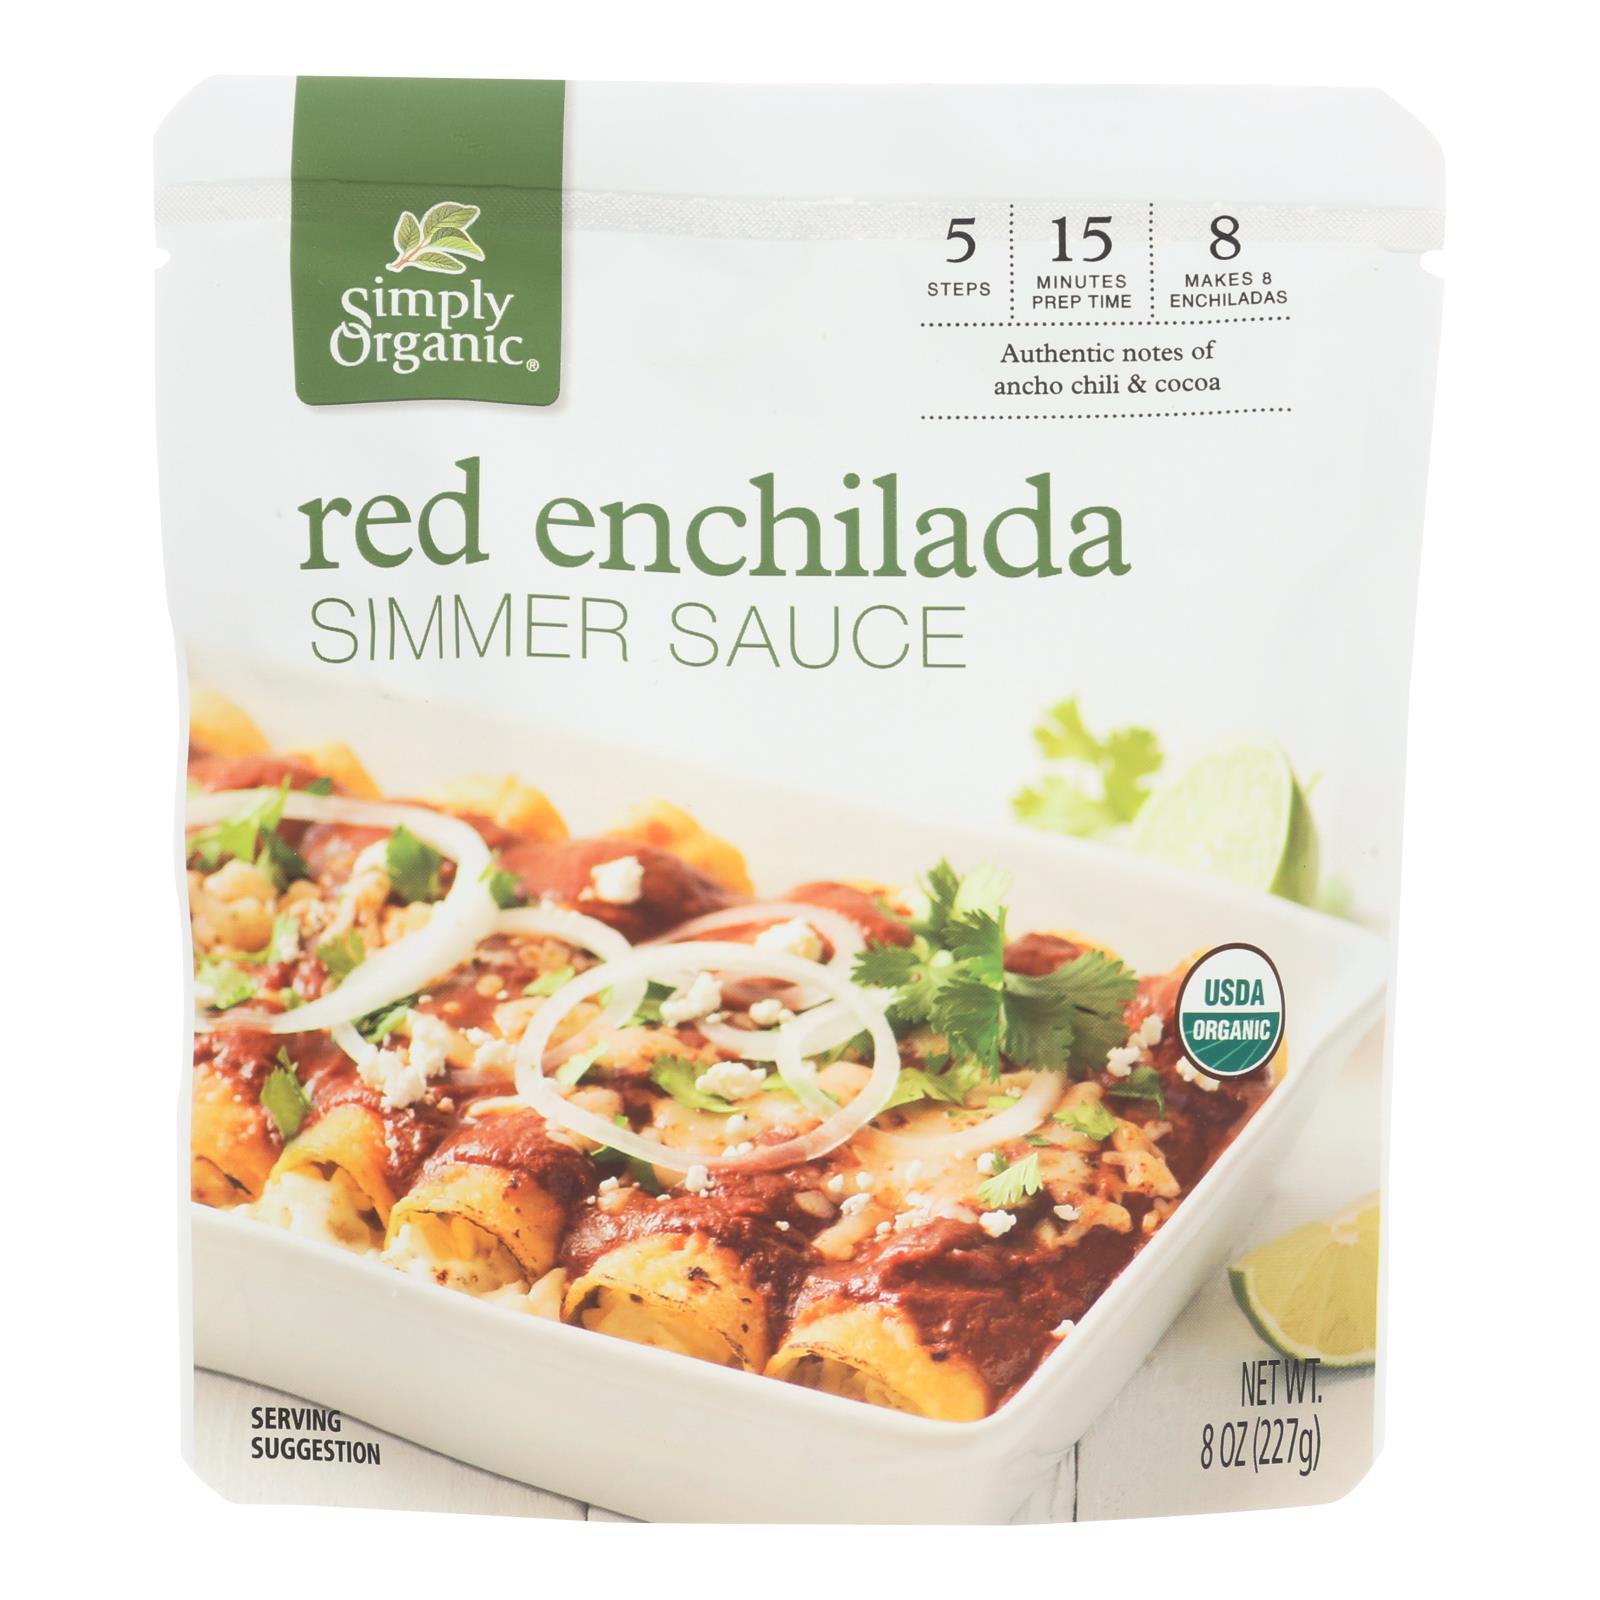 Simply
Organic®
5
STEPS
15
MINUTES
PREP TIME
8
MAKES 8
ENCHILADAS
Authentic notes of
ancho chili & cocoa
red enchilada
SIMMER SAUCE
USDA
ORGANIC
SERVING
SUGGESTION
NET WT.
8 OZ (227g)